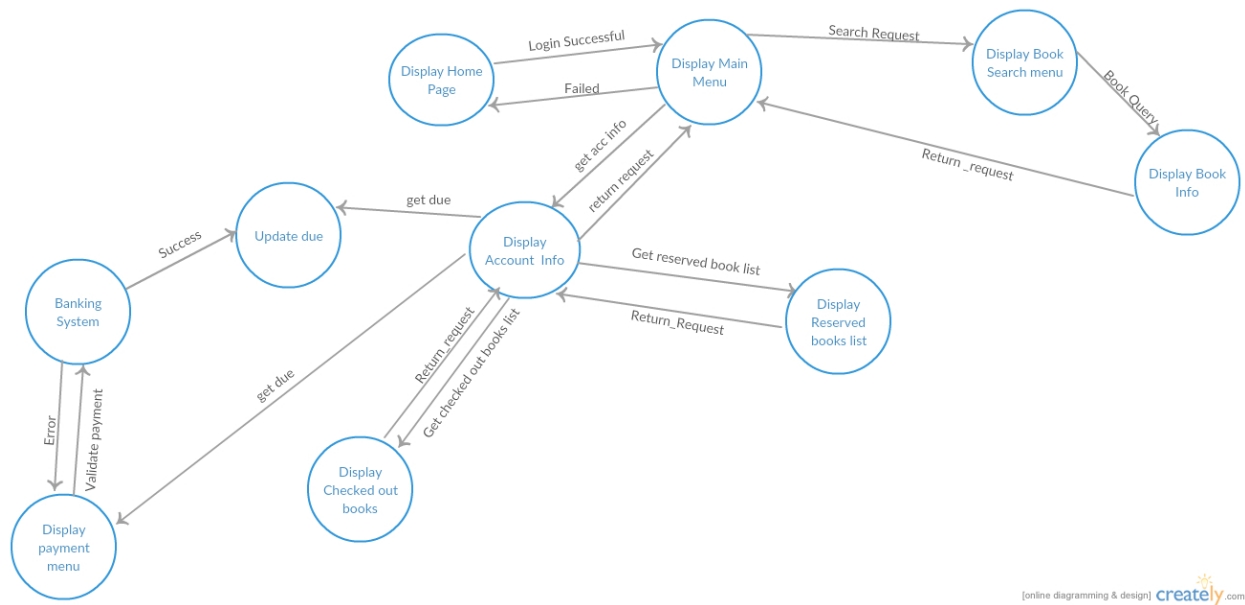 Display Home
Page
Login Successful
Failed
Display Main
Menu
Search Request
Display Book
Search menu
Book Query
Display Book
Info
Return _request
get acc info
return request
get due
Update due
Success
Display
Account  Info
Get reserved book list
Return_Request
Display
Reserved
books list
Banking
System
Error
Validate payment
get due
Return_request
Get checked out books list
Display
Checked out
books
Display
payment
menu
[online diagramming & design] creately.com